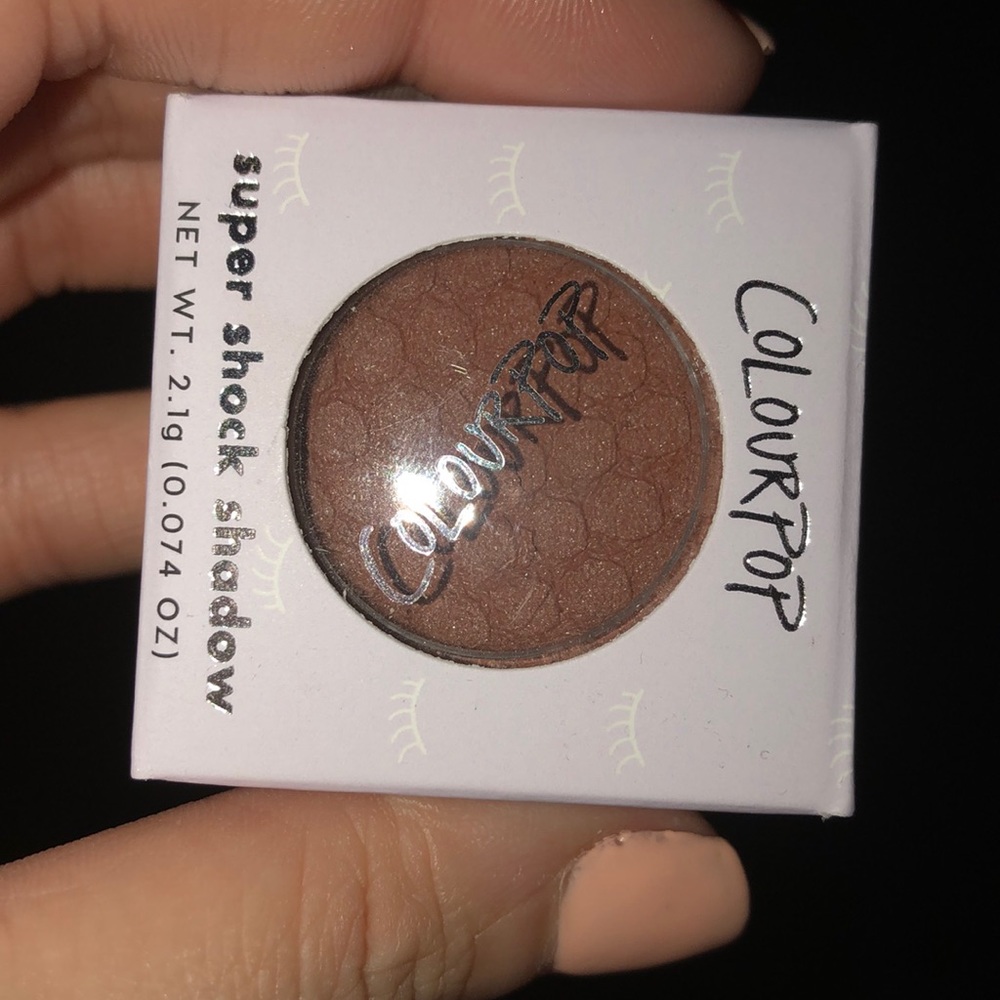 COLOURPOP
COLOURPOP
super shock shadow
NET WT. 2.1g (0.074 OZ)